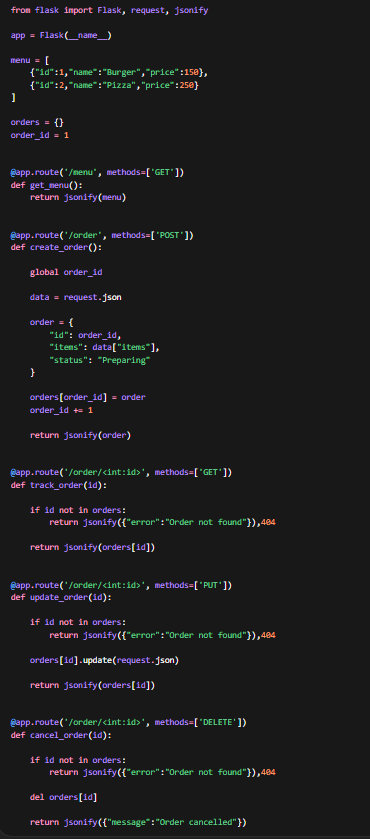 from flask import Flask, request, jsonify

app = Flask(__name__)

menu = [
    {"id":1,"name":"Burger","price":150},
    {"id":2,"name":"Pizza","price":250}
]

orders = {}
order_id = 1


@app.route('/menu', methods=['GET'])
def get_menu():
    return jsonify(menu)


@app.route('/order', methods=['POST'])
def create_order():

    global order_id

    data = request.json

    order = {
        "id": order_id,
        "items": data["items"],
        "status": "Preparing"
    }

    orders[order_id] = order
    order_id += 1

    return jsonify(order)


@app.route('/order/<int:id>', methods=['GET'])
def track_order(id):

    if id not in orders:
        return jsonify({"error":"Order not found"}),404

    return jsonify(orders[id])


@app.route('/order/<int:id>', methods=['PUT'])
def update_order(id):

    if id not in orders:
        return jsonify({"error":"Order not found"}),404

    orders[id].update(request.json)

    return jsonify(orders[id])


@app.route('/order/<int:id>', methods=['DELETE'])
def cancel_order(id):

    if id not in orders:
        return jsonify({"error":"Order not found"}),404

    del orders[id]

    return jsonify({"message":"Order cancelled"})